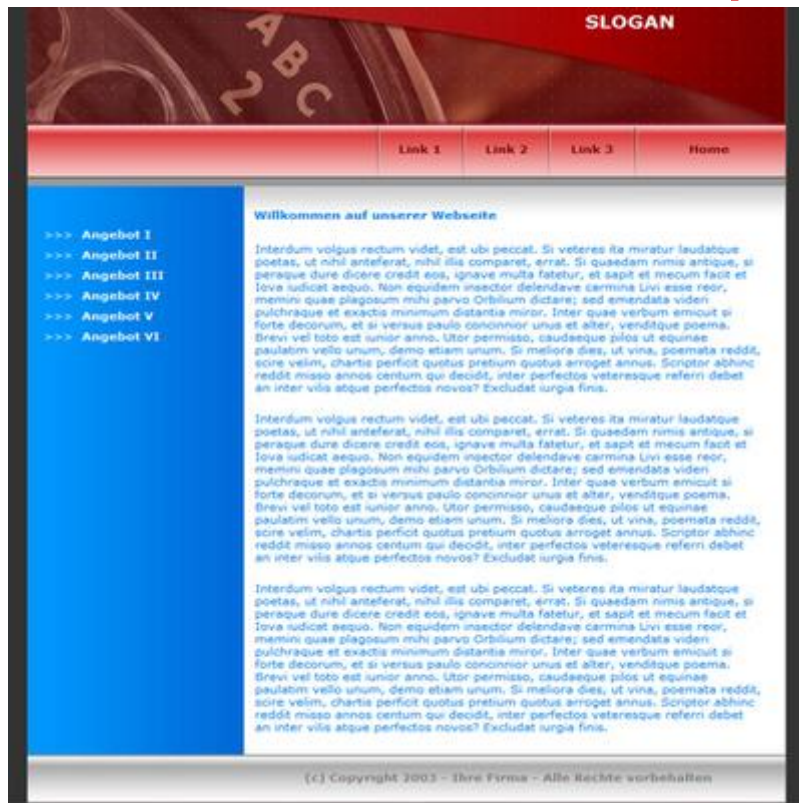 SLOGAN
ABC
2
Link 1
Link 2
Link 3
Home
>>> Angebot I
>>> Angebot II
>>> Angebot III
>>> Angebot IV
>>> Angebot V
>>> Angebot VI
Willkommen auf unserer Webseite
Interdum volgus rectum videt, est ubi peccat. Si veteres ita miratur laudatque
poetas, ut nihil anteferat, nihil illis comparet, errat. Si quaedam nimis antique, si
peraque dure dicere credit eos, ignave multa fatetur, et sapit et mecum facit et
Iova iudicat aequo. Non equidem insector delendave carmina Livi esse reor,
memini quae plagosum mihi parvo Orbilium dictare; sed emendata videri
pulchraque et exactis minimum distantia miror. Inter quae verbum emicuit si
forte decorum, et si versus paulo concinnior unus et alter, venditque poema.
Brevi vel toto est iunior anno. Utor permisso, caudaeque pilos ut equinae
paulatim vello unum, demo etiam unum. Si meliora dies, ut vina, poemata reddit,
scire velim, chartis perficit quotus pretium quotus arroget annus. Scriptor abhinc
reddit misso annos centum qui decidit, inter perfectos veteresque referri debet
an inter vilis atque perfectos novos? Excludat iurgia finis.
Interdum volgus rectum videt, est ubi peccat. Si veteres ita miratur laudatque
poetas, ut nihil anteferat, nihil illis comparet, errat. Si quaedam nimis antique, si
peraque dure dicere credit eos, ignave multa fatetur, et sapit et mecum facit et
Iova iudicat aequo. Non equidem insector delendave carmina Livi esse reor,
memini quae plagosum mihi parvo Orbilium dictare; sed emendata videri
pulchraque et exactis minimum distantia miror. Inter quae verbum emicuit si
forte decorum, et si versus paulo concinnior unus et alter, venditque poema.
Brevi vel toto est iunior anno. Utor permisso, caudaeque pilos ut equinae
paulatim vello unum, demo etiam unum. Si meliora dies, ut vina, poemata reddit,
scire velim, chartis perficit quotus pretium quotus arroget annus. Scriptor abhinc
reddit misso annos centum qui decidit, inter perfectos veteresque referri debet
an inter vilis atque perfectos novos? Excludat iurgia finis.
Interdum volgus rectum videt, est ubi peccat. Si veteres ita miratur laudatque
poetas, ut nihil anteferat, nihil illis comparet, errat. Si quaedam nimis antique, si
peraque dure dicere credit eos, ignave multa fatetur, et sapit et mecum facit et
Iova iudicat aequo. Non equidem insector delendave carmina Livi esse reor,
memini quae plagosum mihi parvo Orbilium dictare; sed emendata videri
pulchraque et exactis minimum distantia miror. Inter quae verbum emicuit si
forte decorum, et si versus paulo concinnior unus et alter, venditque poema.
Brevi vel toto est iunior anno. Utor permisso, caudaeque pilos ut equinae
paulatim vello unum, demo etiam unum. Si meliora dies, ut vina, poemata reddit,
scire velim, chartis perficit quotus pretium quotus arroget annus. Scriptor abhinc
reddit misso annos centum qui decidit, inter perfectos veteresque referri debet
an inter vilis atque perfectos novos? Excludat iurgia finis.
(c) Copyright 2003 - Ihre Firma - Alle Rechte vorbehalten